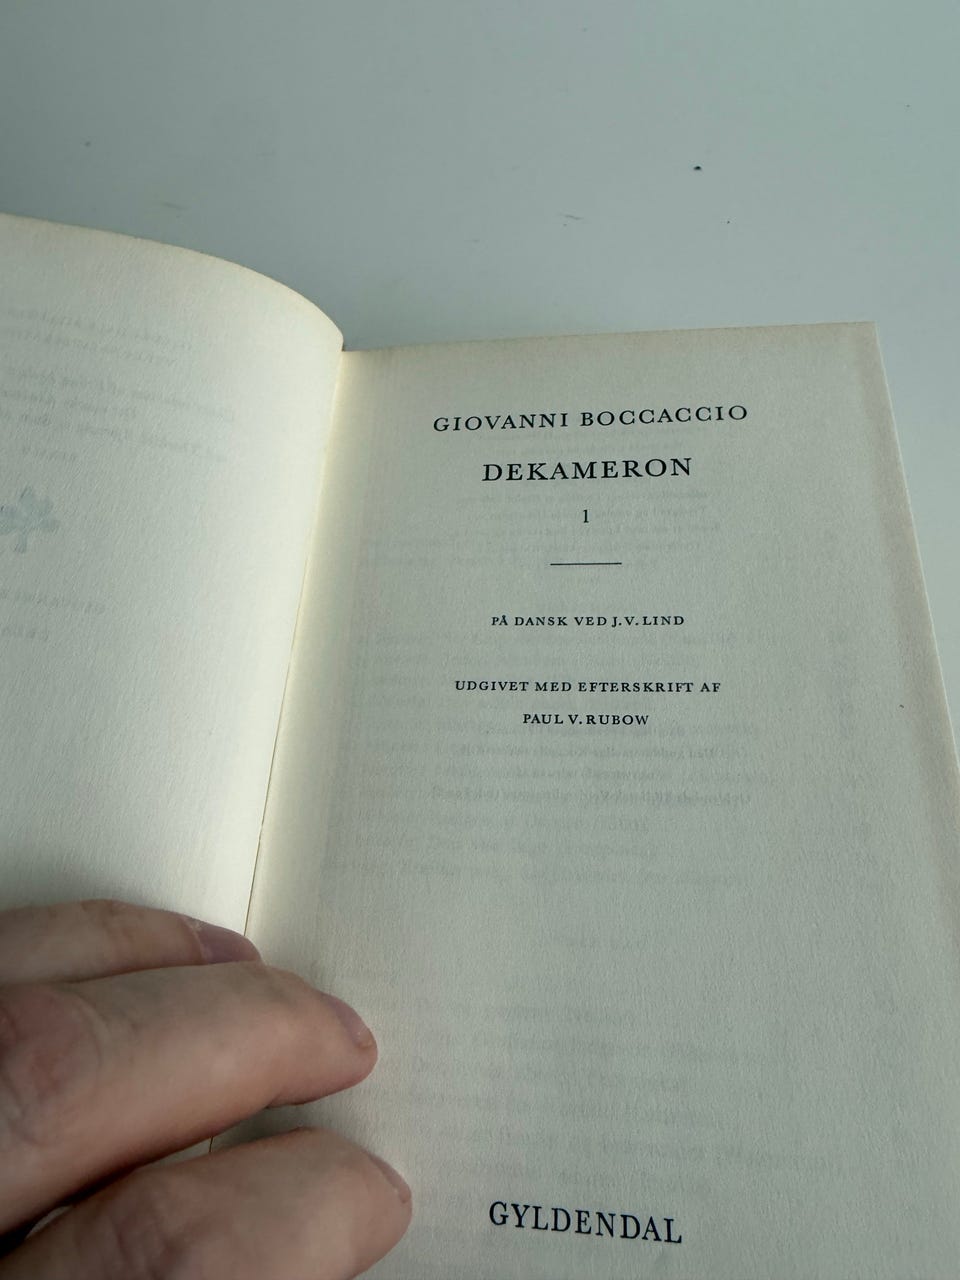 GIOVANNI BOCCACCIO
DEKAMERON
1
PÅ DANSK VED J.V. LIND
UDGIVET MED EFTERSKRIFT AF
PAUL V. RUBOW
GYLDENDAL